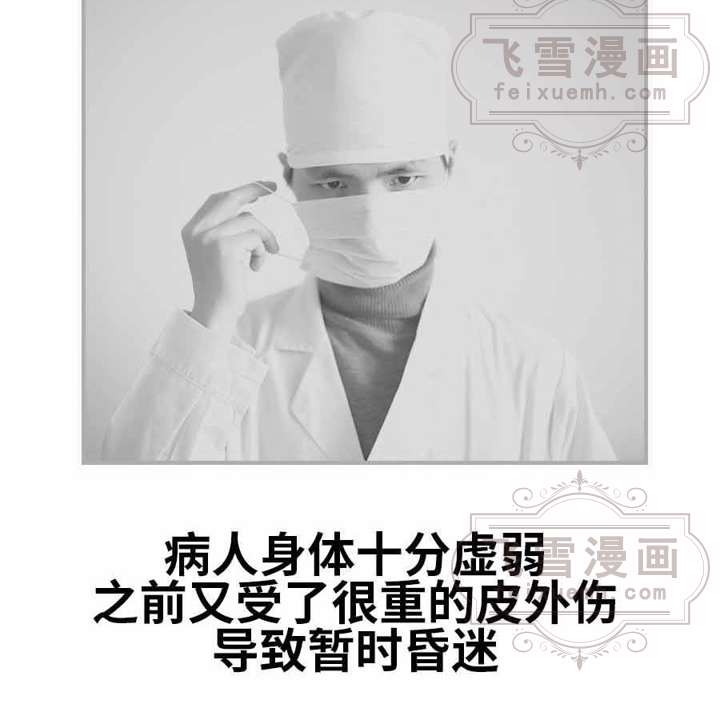 飞雪漫画
feixuemh.com
病人身体十分虚弱
之前又受了很重的皮外伤
导致暂时昏迷
飞雪漫画
feixuemh.com